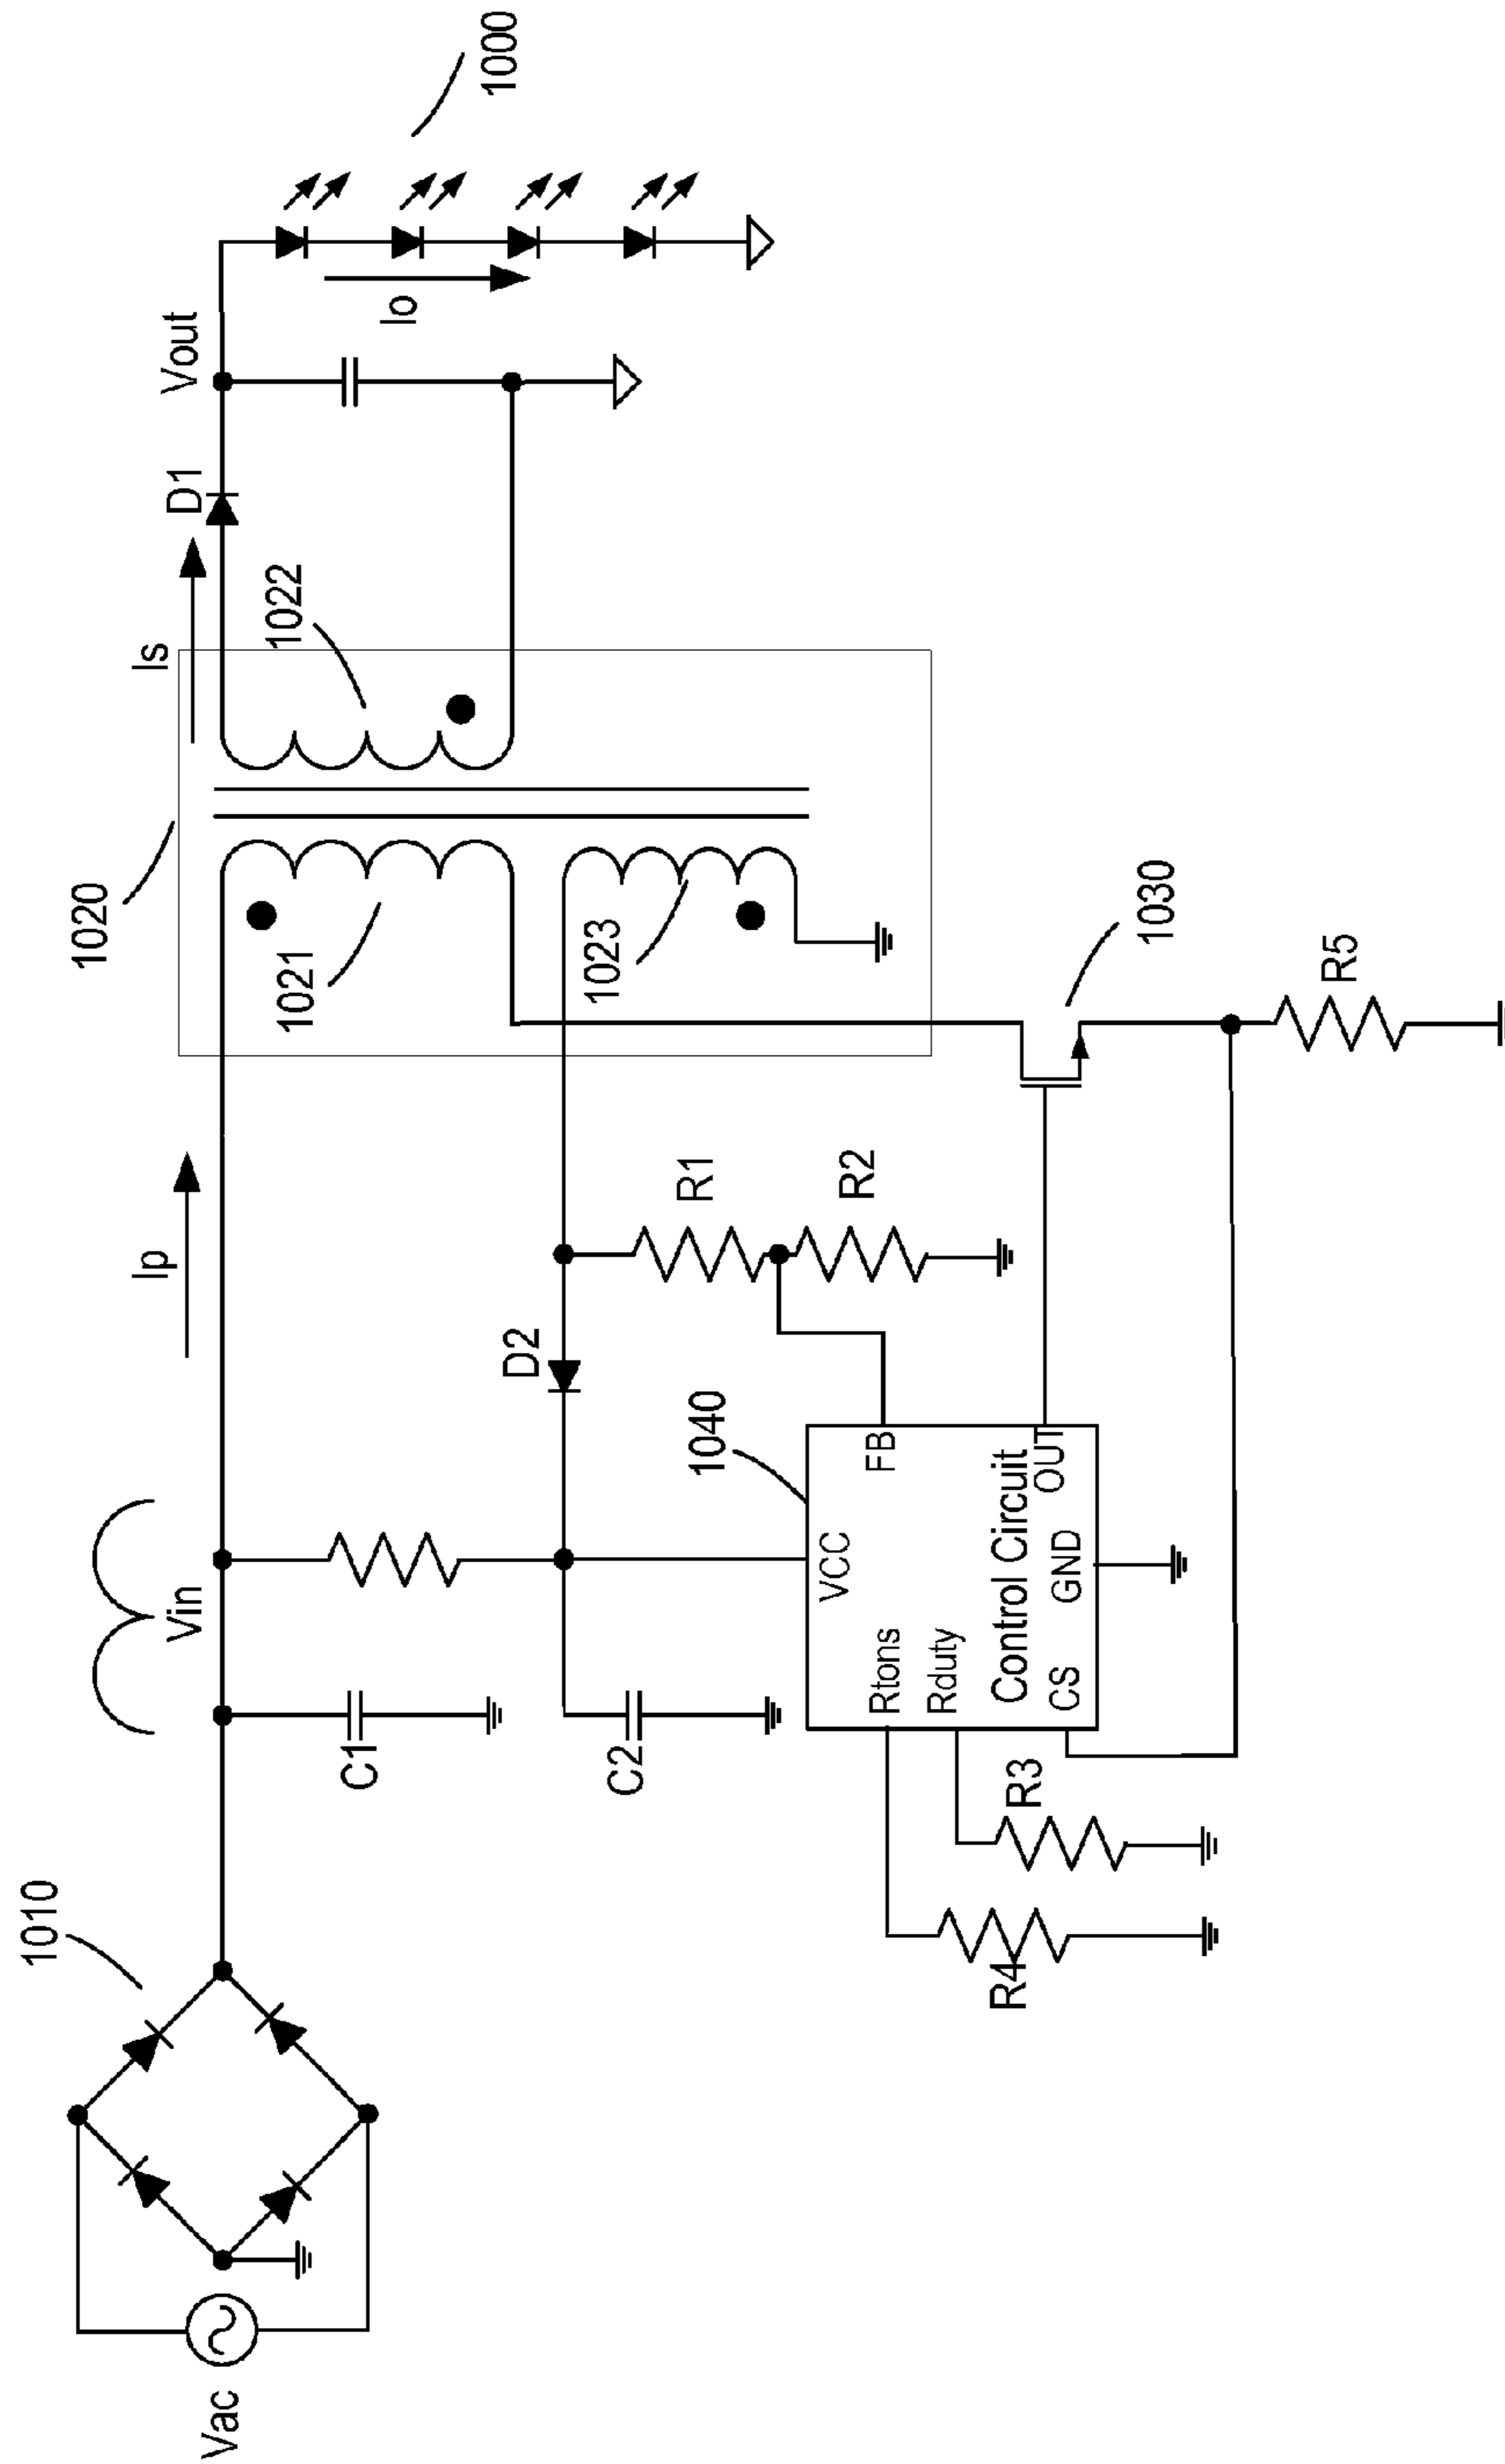 Vac
1010
Vin
Ip
1020
Is
D1
Vout
1000
1021
1022
Io
C1
D2
1023
C2
1040
R1
R2
1030
VCC
FB
Rtons
Rduty
Control Circuit
OUT
CS
GND
R3
R4
R5